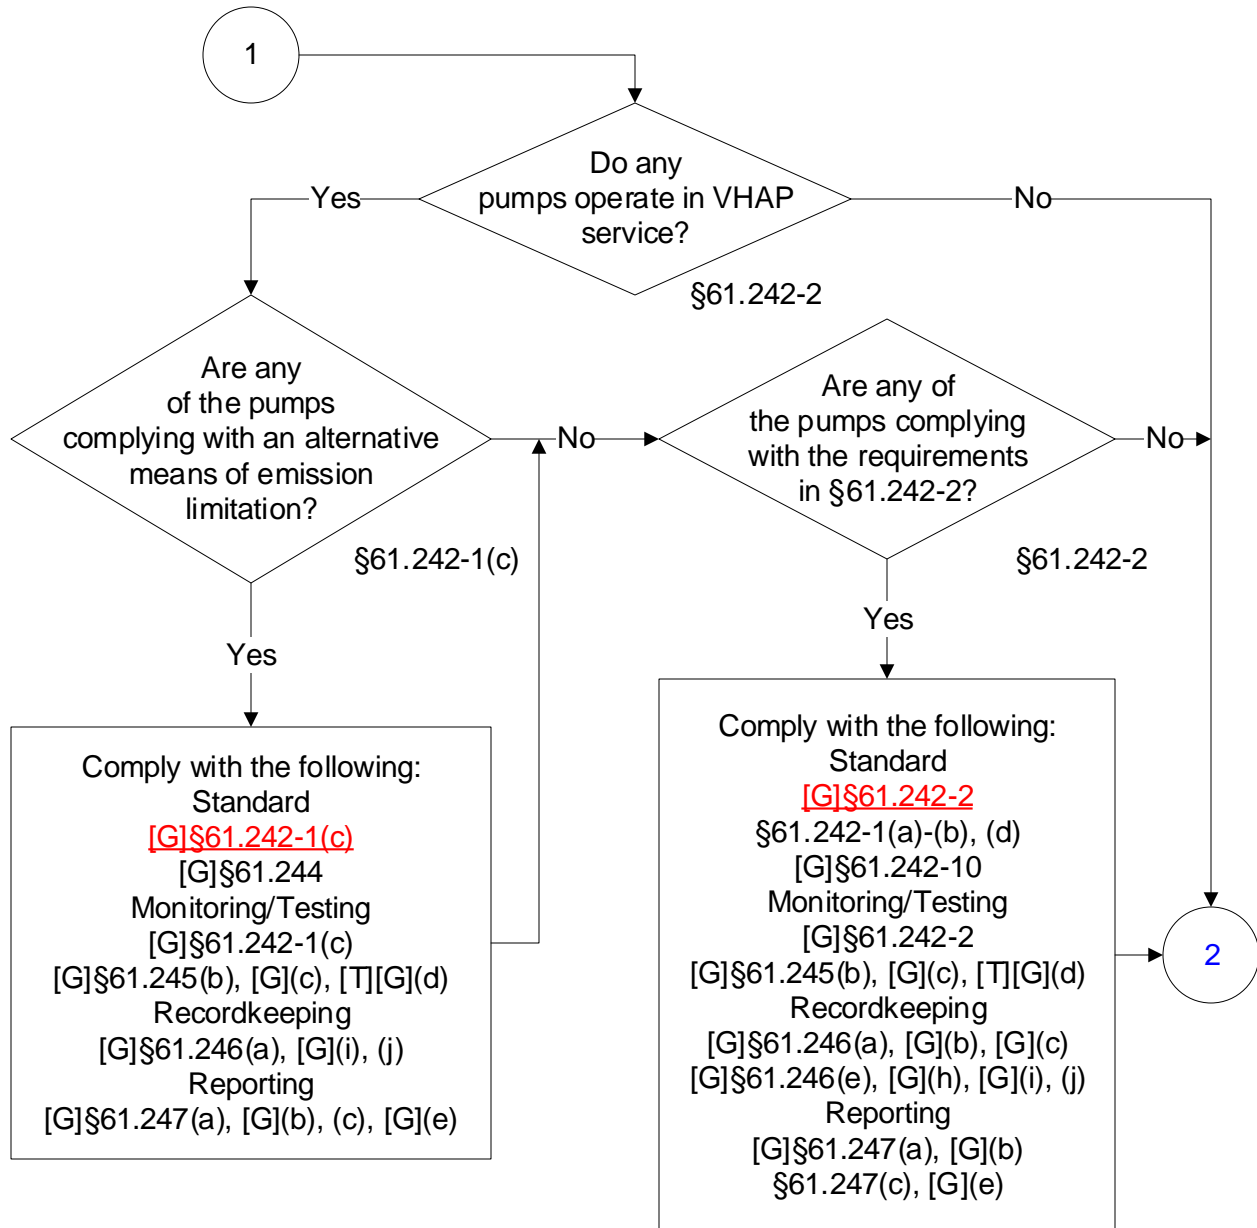 1
Do any
pumps operate in VHAP
service?
Yes
No
§61.242-2
Are any
of the pumps
complying with an alternative
means of emission
limitation?
§61.242-1(c)
No
Are any of
the pumps complying
with the requirements
in §61.242-2?
No
§61.242-2
Yes
Yes
Comply with the following:
Standard
[G]§61.242-1(c)
[G]§61.244
Monitoring/Testing
[G]§61.242-1(c)
[G]§61.245(b), [G](c), [T][G](d)
Recordkeeping
[G]§61.246(a), [G](i), (j)
Reporting
[G]§61.247(a), [G](b), (c), [G](e)
Comply with the following:
Standard
[G]§61.242-2
§61.242-1(a)-(b), (d)
[G]§61.242-10
Monitoring/Testing
[G]§61.242-2
[G]§61.245(b), [G](c), [T][G](d)
Recordkeeping
[G]§61.246(a), [G](b), [G](c)
[G]§61.246(e), [G](h), [G](i), (j)
Reporting
[G]§61.247(a), [G](b)
§61.247(c), [G](e)
2